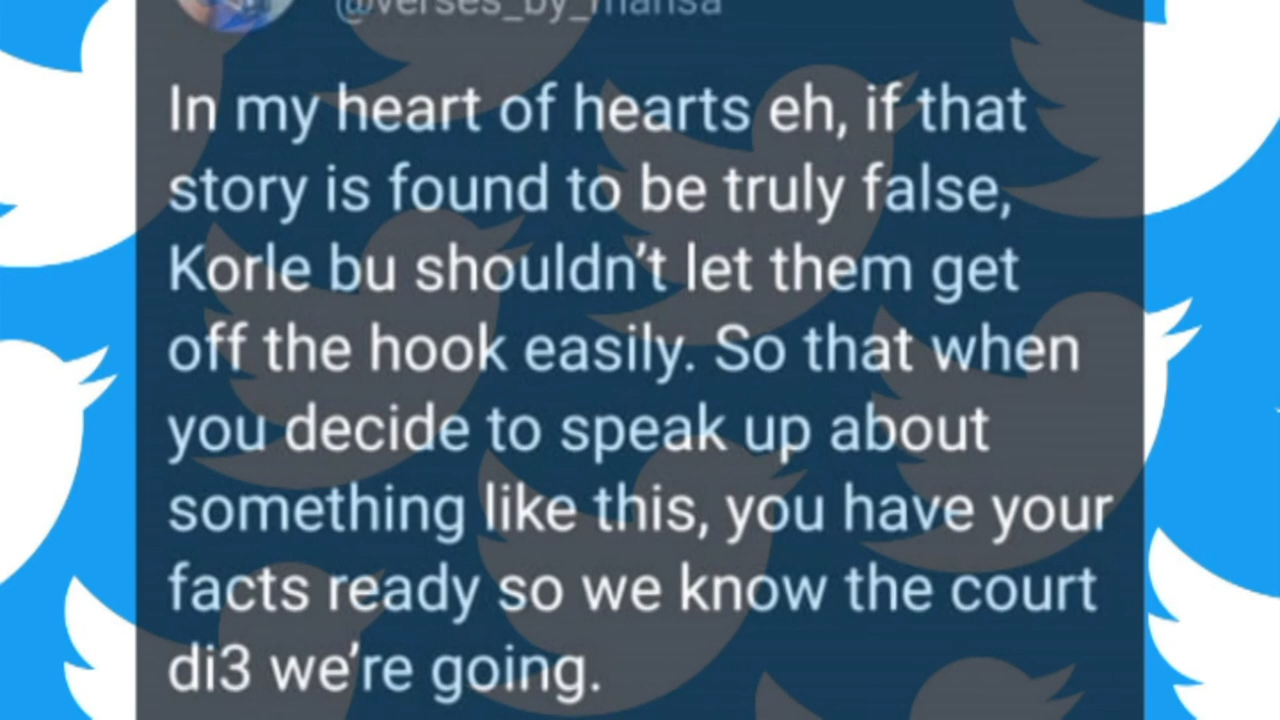 @verses_by_mansa
In my heart of hearts eh, if that
story is found to be truly false,
Korle bu shouldn't let them get
off the hook easily. So that when
you decide to speak up about
something like this, you have your
facts ready so we know the court
di3 we're going.